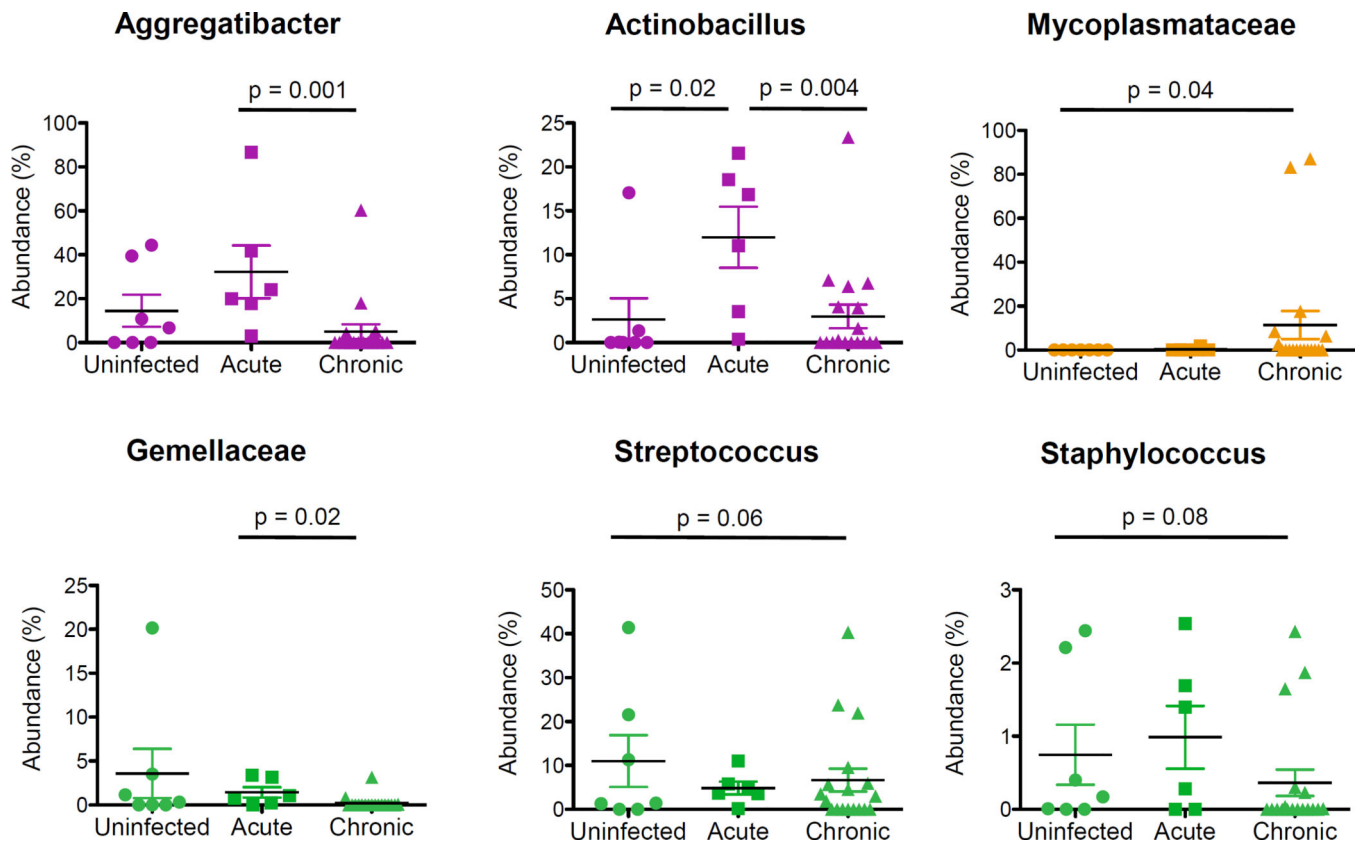 Aggregatibacter
p = 0.001
Abundance (%)
100
80
60
40
20
0
Uninfected Acute Chronic
Actinobacillus
p = 0.02 p = 0.004
Abundance (%)
25
20
15
10
5
0
Uninfected Acute Chronic
Mycoplasmataceae
p = 0.04
Abundance (%)
100
80
60
40
20
0
Uninfected Acute Chronic
Gemellaceae
p = 0.02
Abundance (%)
25
20
15
10
5
0
Uninfected Acute Chronic
Streptococcus
p = 0.06
Abundance (%)
50
40
30
20
10
0
Uninfected Acute Chronic
Staphylococcus
p = 0.08
Abundance (%)
3
2
1
0
Uninfected Acute Chronic